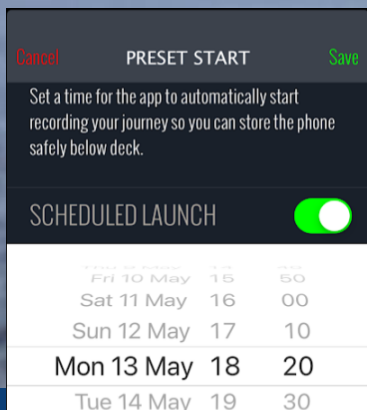 Cancel PRESET START Save
Set a time for the app to automatically start
recording your journey so you can store the phone
safely below deck.
SCHEDULED LAUNCH
Fri 10 May 15 50
Sat 11 May 16 00
Sun 12 May 17 10
Mon 13 May 18 20
Tue 14 May 19 30